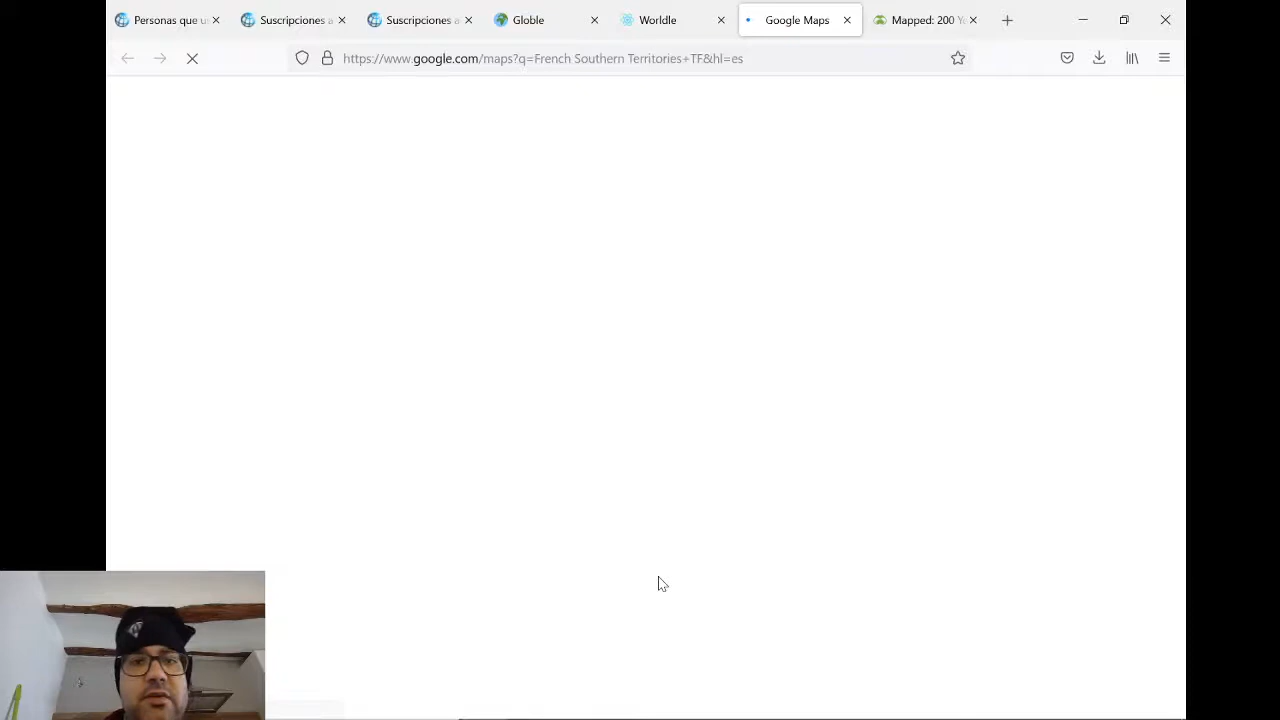 Personas que u
Suscripciones a
Suscripciones a
Globle
Worldle
Google Maps
Mapped: 200 Y
https://www.google.com/maps?q=French Southern Territories+TF&hl=es